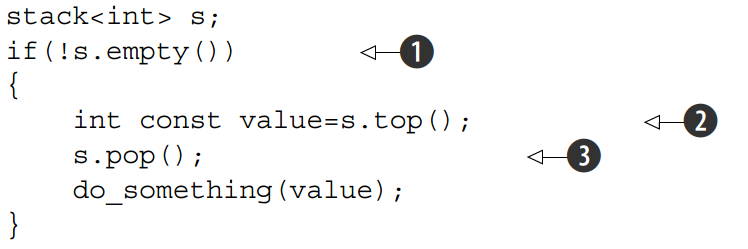 stack<int> s;
if(!s.empty()) 1
{
int const value=s.top(); 2
s.pop(); 3
do_something(value);
}